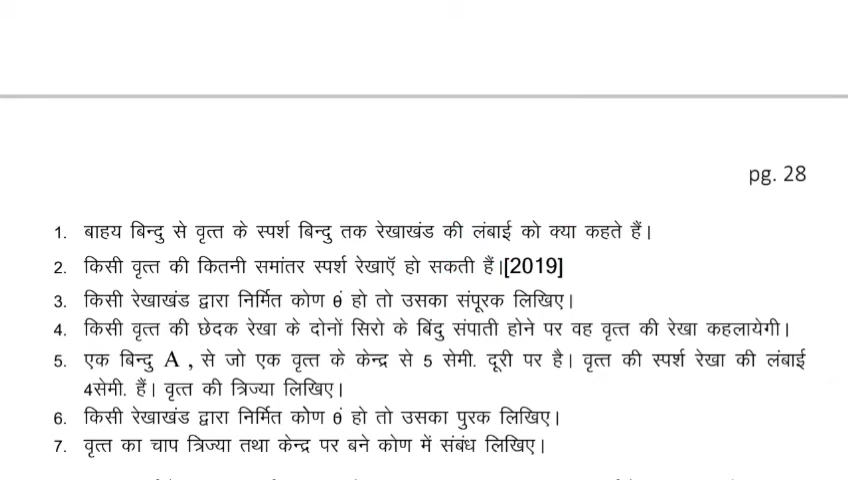 pg. 28
1. बाहय बिन्दु से वृत्त के स्पर्श बिन्दु तक रेखाखंड की लंबाई को क्या कहते हैं।
2. किसी वृत्त की कितनी समांतर स्पर्श रेखाऍ हो सकती हैं।[2019]
3. किसी रेखाखंड द्वारा निर्मित कोण θं हो तो उसका संपूरक लिखिए।
4. किसी वृत्त की छेदक रेखा के दोनों सिरो के बिंदु संपाती होने पर वह वृत्त की रेखा कहलायेगी।
5. एक बिन्दु A , से जो एक वृत्त के केन्द्र से 5 सेमी. दूरी पर है। वृत्त की स्पर्श रेखा की लंबाई
4सेमी. हैं। वृत्त की त्रिज्या लिखिए।
6. किसी रेखाखंड द्वारा निर्मित कोण θं हो तो उसका पुरक लिखिए।
7. वृत्त का चाप त्रिज्या तथा केन्द्र पर बने कोण में संबंध लिखिए।